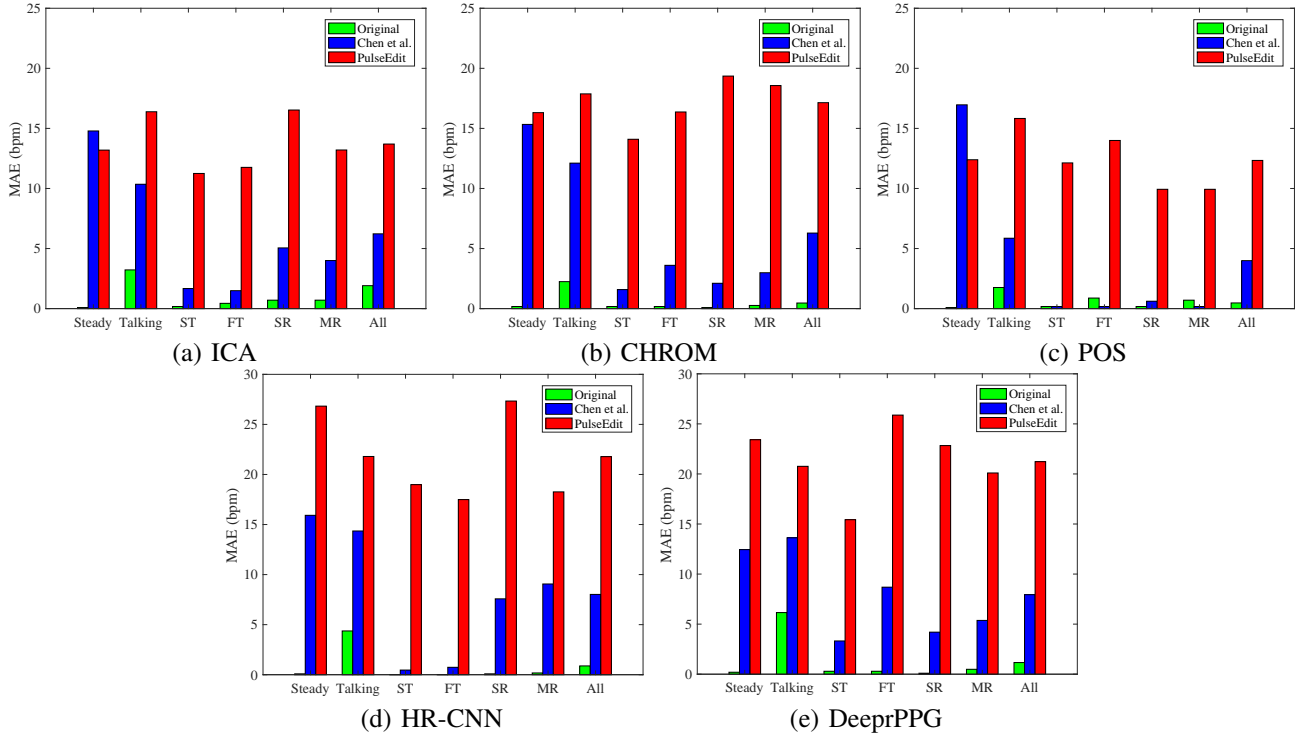 25
20
15
10
5
0
MAE (bpm)
Original
Chen et al.
PulseEdit
Steady Talking ST FT SR MR All
(a) ICA
25
20
15
10
5
0
MAE (bpm)
Original
Chen et al.
PulseEdit
Steady Talking ST FT SR MR All
(b) CHROM
25
20
15
10
5
0
MAE (bpm)
Original
Chen et al.
PulseEdit
Steady Talking ST FT SR MR All
(c) POS
30
25
20
15
10
5
0
MAE (bpm)
Original
Chen et al.
PulseEdit
Steady Talking ST FT SR MR All
(d) HR-CNN
30
25
20
15
10
5
0
MAE (bpm)
Original
Chen et al.
PulseEdit
Steady Talking ST FT SR MR All
(e) DeeprPPG